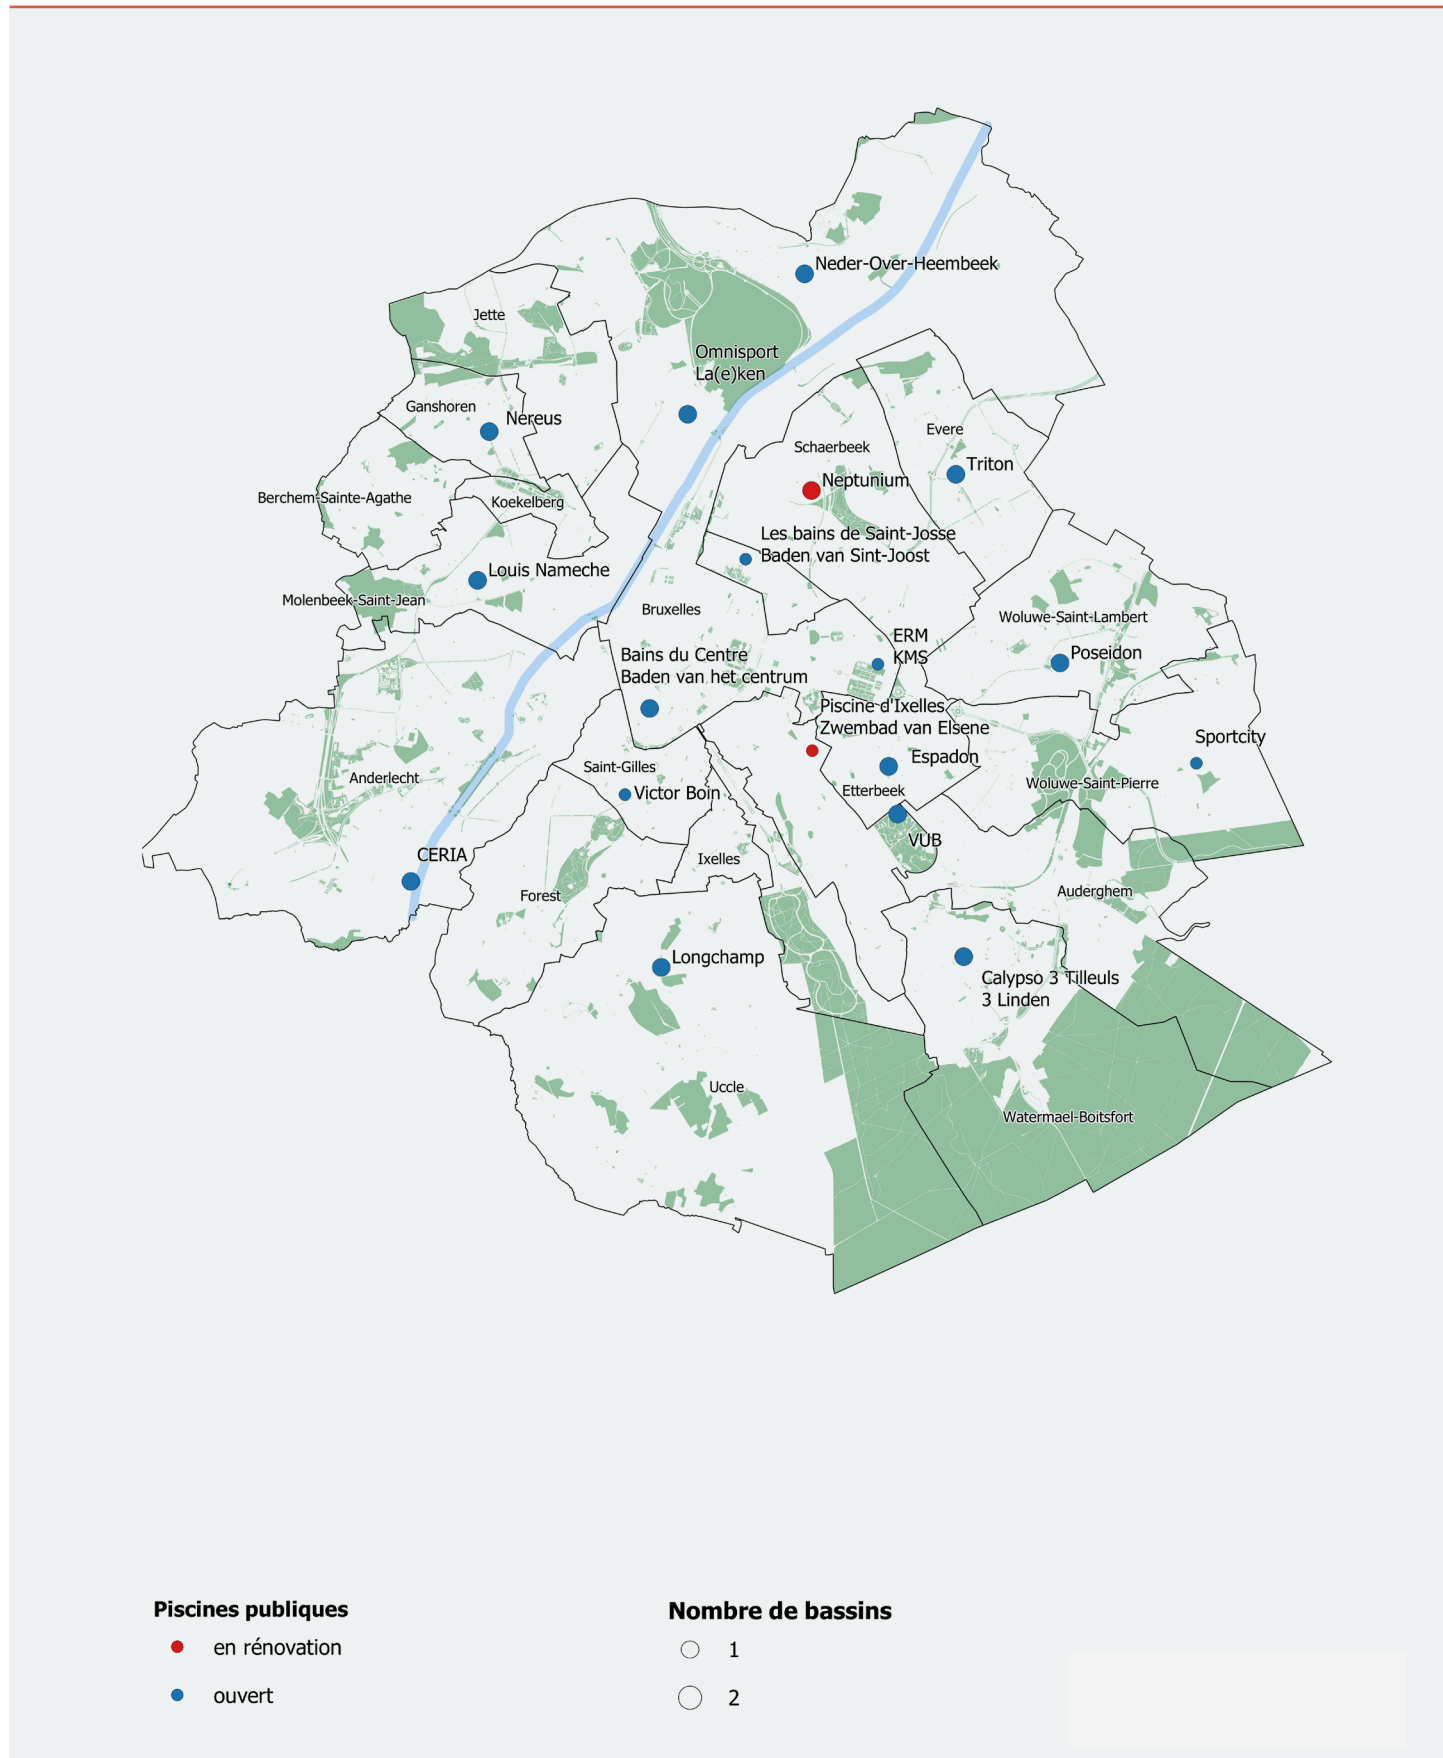 Neder-Over-Heembeek
Jette
Omnisport
La(e)ken
Ganshoren
Nereus
Evere
Schaerbeek
Triton
Neptunium
Berchem-Sainte-Agathe
Koekelberg
Les bains de Saint-Josse
Baden van Sint-Joost
Louis Nameche
Molenbeek-Saint-Jean
Bruxelles
Woluwe-Saint-Lambert
ERM
KMS
Poseidon
Bains du Centre
Baden van het centrum
Piscine d'Ixelles
Zwembad van Elsene
Sportcity
Espadon
Saint-Gilles
Anderlecht
Woluwe-Saint-Pierre
Etterbeek
Victor Boin
VUB
CERIA
Ixelles
Auderghem
Forest
Longchamp
Calypso 3 Tilleuls
3 Linden
Uccle
Watermael-Boitsfort
Piscines publiques
en rénovation
ouvert
Nombre de bassins
1
2